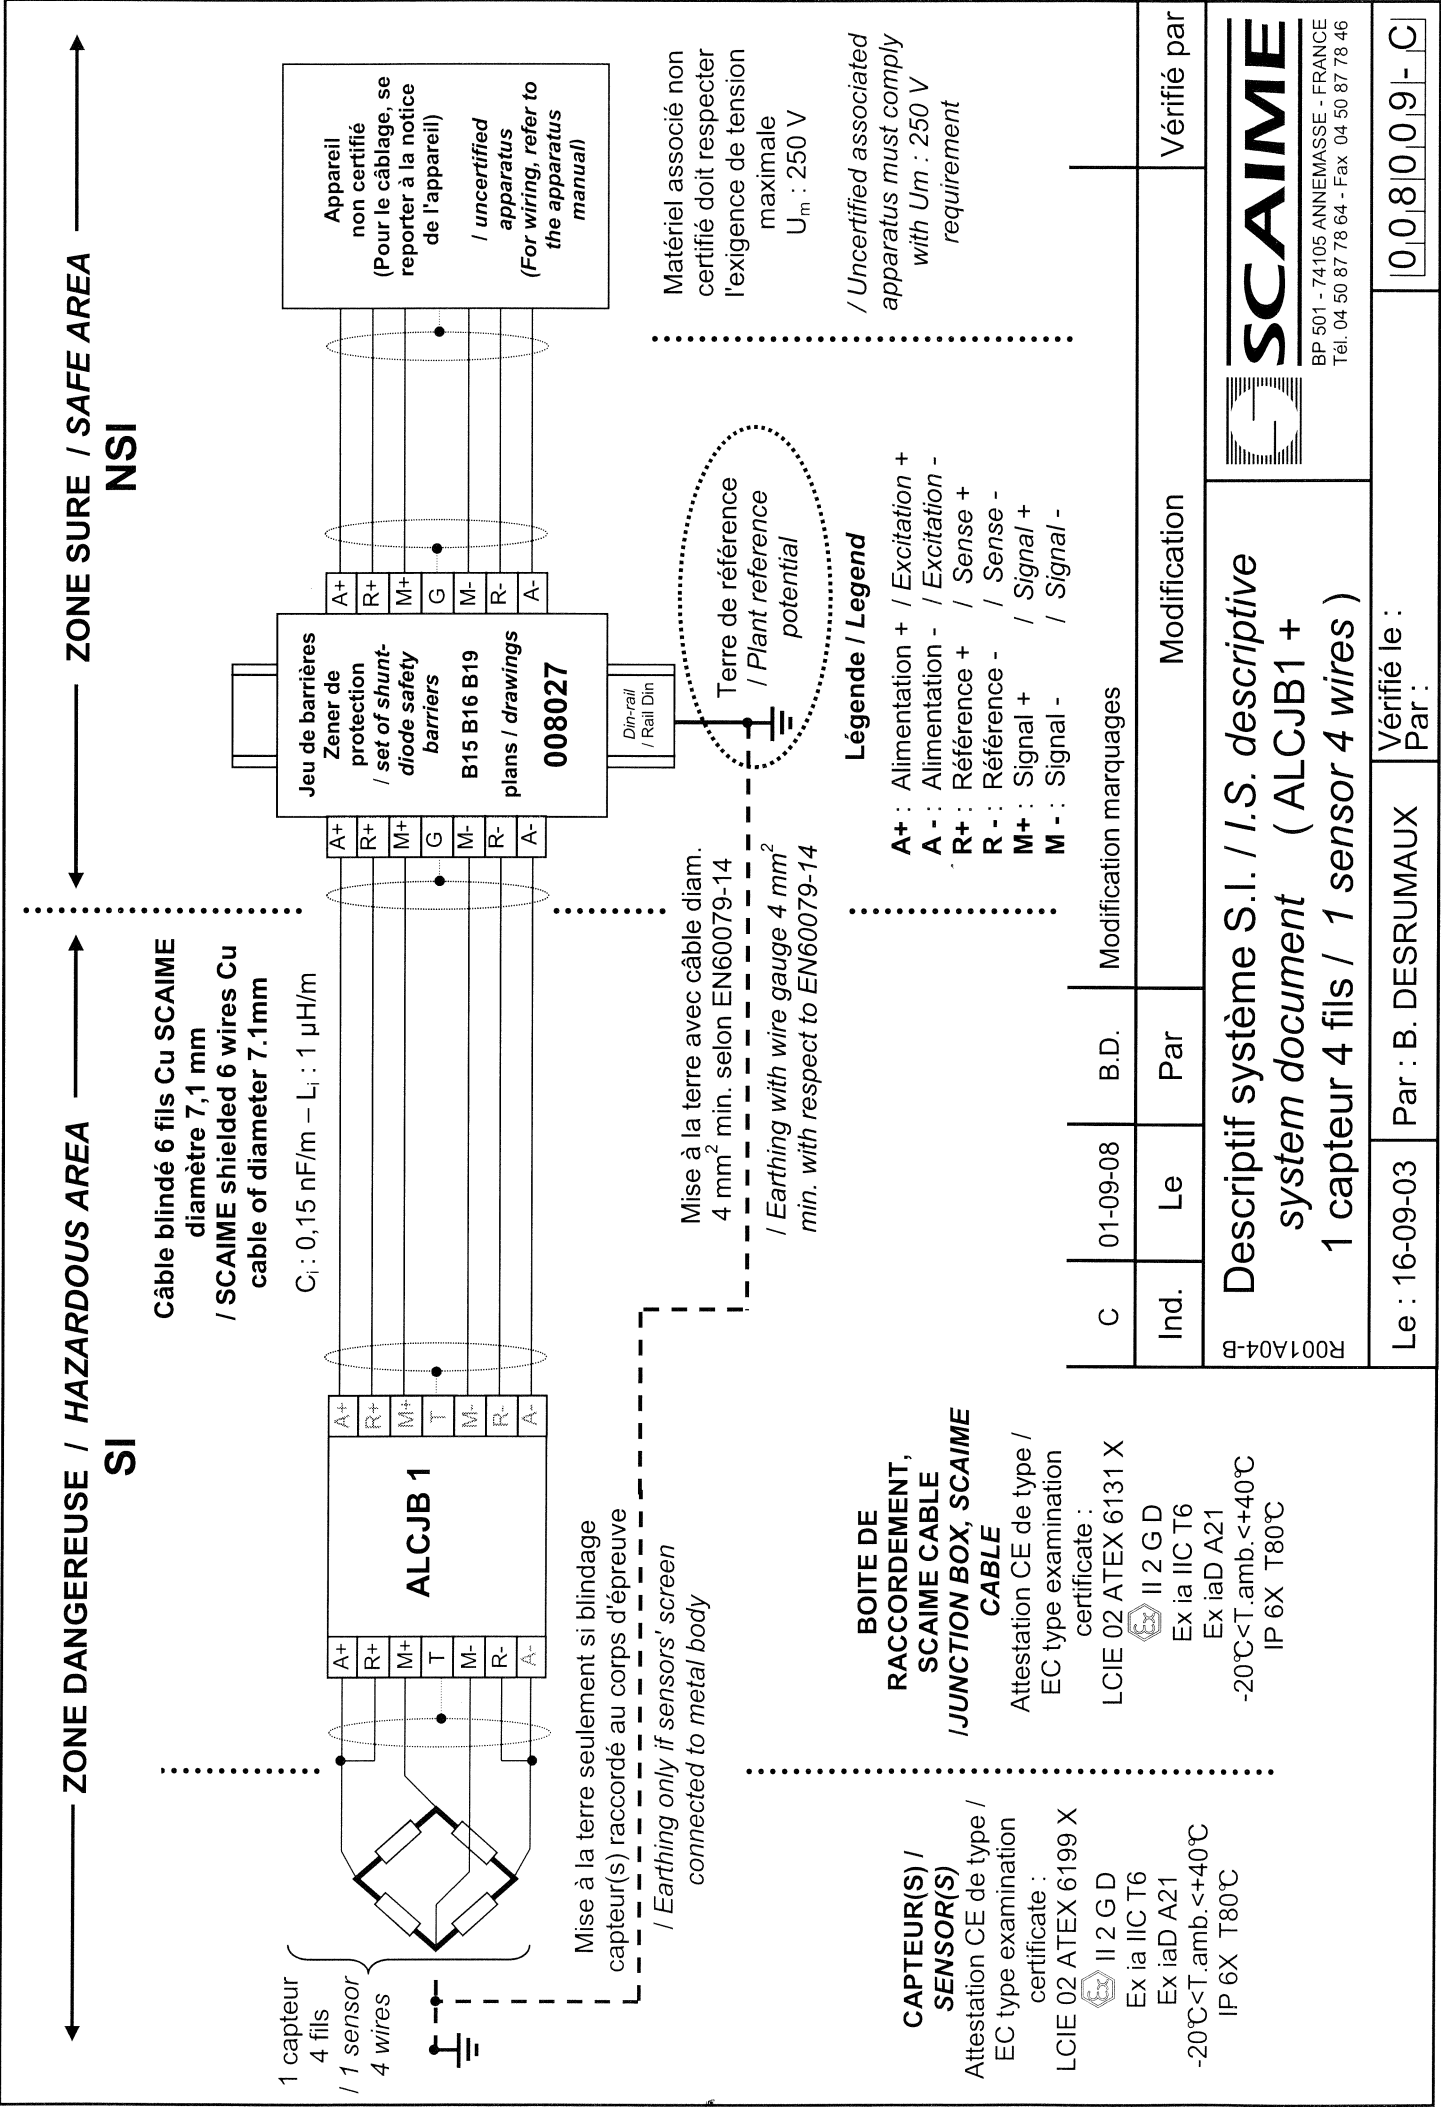 ZONE DANGEREUSE / HAZARDOUS AREA
SI
ZONE SURE / SAFE AREA
NSI
Câble blindé 6 fils Cu SCAIME
diamètre 7,1 mm
/ SCAIME shielded 6 wires Cu
cable of diameter 7.1mm
Ci : 0,15 nF/m – Li : 1 µH/m
1 capteur
4 fils
/ 1 sensor
4 wires
A+
R+
M+
T
M-
R-
A-
ALCJB 1
A+
R+
M+
T
M-
R-
A-
A+
R+
M+
G
M-
R-
A-
Jeu de barrières
Zener de
protection
/ set of shunt-
diode safety
barriers
B15 B16 B19
plans / drawings
008027
Din-rail
/ Rail Din
A+
R+
M+
G
M-
R-
A-
Appareil
non certifié
(Pour le câblage, se
reporter à la notice
de l'appareil)
/ uncertified
apparatus
(For wiring, refer to
the apparatus
manual)
Mise à la terre seulement si blindage
capteur(s) raccordé au corps d'épreuve
/ Earthing only if sensors' screen
connected to metal body
Mise à la terre avec câble diam.
4 mm² min. selon EN60079-14
/ Earthing with wire gauge 4 mm²
min. with respect to EN60079-14
Terre de référence
/ Plant reference
potential
Matériel associé non
certifié doit respecter
l'exigence de tension
maximale
Um : 250 V
/ Uncertified associated
apparatus must comply
with Um : 250 V
requirement
Légende / Legend
A+ : Alimentation + / Excitation +
A - : Alimentation - / Excitation -
R+ : Référence + / Sense +
R - : Référence - / Sense -
M+ : Signal + / Signal +
M - : Signal - / Signal -
CAPTEUR(S) /
SENSOR(S)
Attestation CE de type /
EC type examination
certificate :
LCIE 02 ATEX 6199 X
Ex II 2 G D
Ex ia IIC T6
Ex iaD A21
-20°C<T.amb.<+40°C
IP 6X T80°C
BOITE DE
RACCORDEMENT,
SCAIME CABLE
/JUNCTION BOX, SCAIME
CABLE
Attestation CE de type /
EC type examination
certificate :
LCIE 02 ATEX 6131 X
Ex II 2 G D
Ex ia IIC T6
Ex iaD A21
-20°C<T.amb.<+40°C
IP 6X T80°C
C 01-09-08 B.D. Modification marquages
Ind. Le Par Modification Vérifié par
R001A04-B
Descriptif système S.I. / I.S. descriptive
system document ( ALCJB1 +
1 capteur 4 fils / 1 sensor 4 wires )
SCAIME
BP 501 - 74105 ANNEMASSE - FRANCE
Tél. 04 50 87 78 64 - Fax 04 50 87 78 46
Le : 16-09-03
Par : B. DESRUMAUX
Vérifié le :
Par :
008009- C